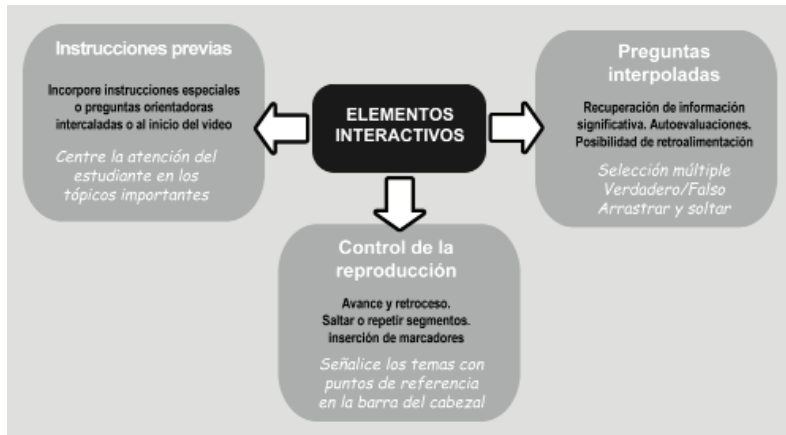 Instrucciones previas
Incorpore instrucciones especiales
o preguntas orientadoras
intercaladas o al inicio del video
Centre la atención del
estudiante en los
tópicos importantes
ELEMENTOS
INTERACTIVOS
Preguntas
interpoladas
Recuperación de información
significativa. Autoevaluaciones.
Posibilidad de retroalimentación
Selección múltiple
Verdadero/Falso
Arrastrar y soltar
Control de la
reproducción
Avance y retroceso.
Saltar o repetir segmentos.
inserción de marcadores
Señalice los temas con
puntos de referencia
en la barra del cabezal